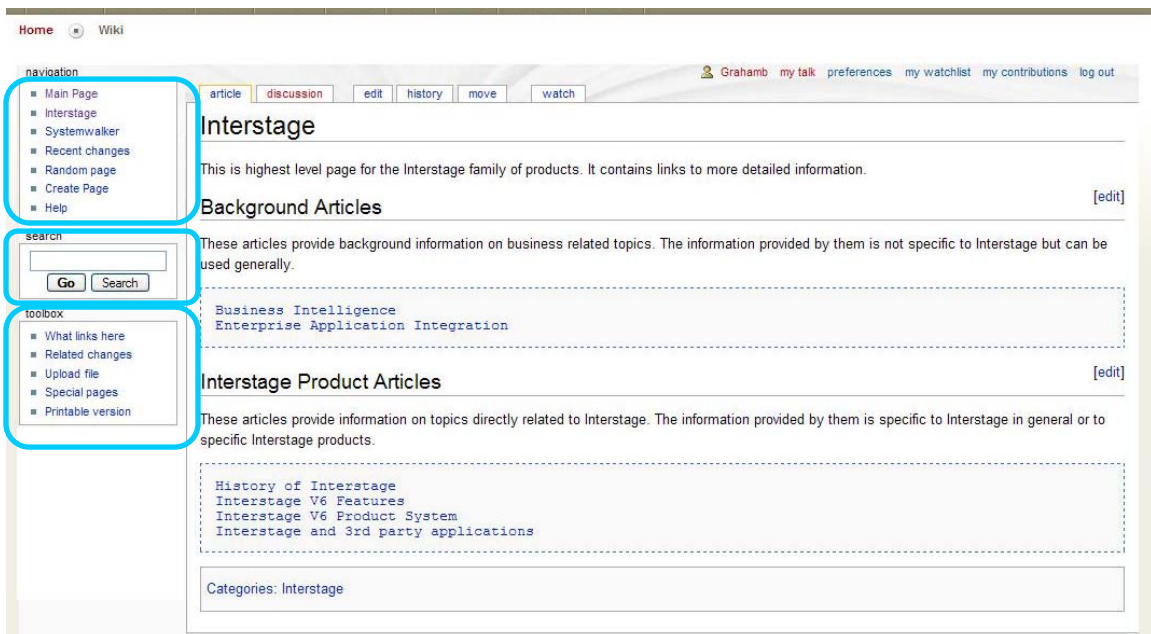 Home Wiki
navigation
Main Page
Interstage
Systemwalker
Recent changes
Random page
Create Page
Help
search
Go Search
toolbox
What links here
Related changes
Upload file
Special pages
Printable version
Grahamb my talk preferences my watchlist my contributions log out
article discussion edit history move watch
Interstage
This is highest level page for the Interstage family of products. It contains links to more detailed information.
[edit]
Background Articles
These articles provide background information on business related topics. The information provided by them is not specific to Interstage but can be
used generally.
Business Intelligence
Enterprise Application Integration
[edit]
Interstage Product Articles
These articles provide information on topics directly related to Interstage. The information provided by them is specific to Interstage in general or to
specific Interstage products.
History of Interstage
Interstage V6 Features
Interstage V6 Product System
Interstage and 3rd party applications
Categories: Interstage